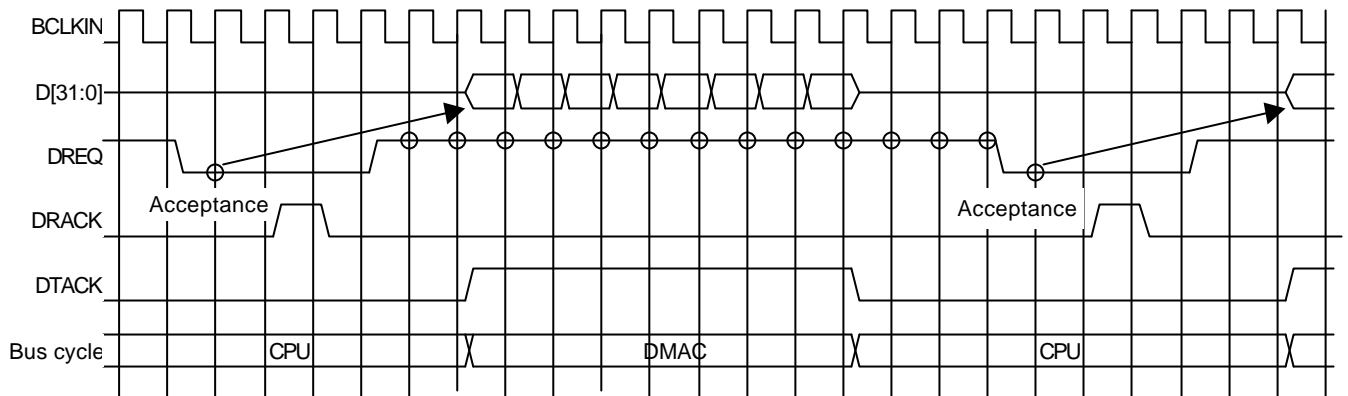 BCLKIN
D[31:0]
DREQ
Acceptance
Acceptance
DRACK
DTACK
Bus cycle CPU DMAC CPU